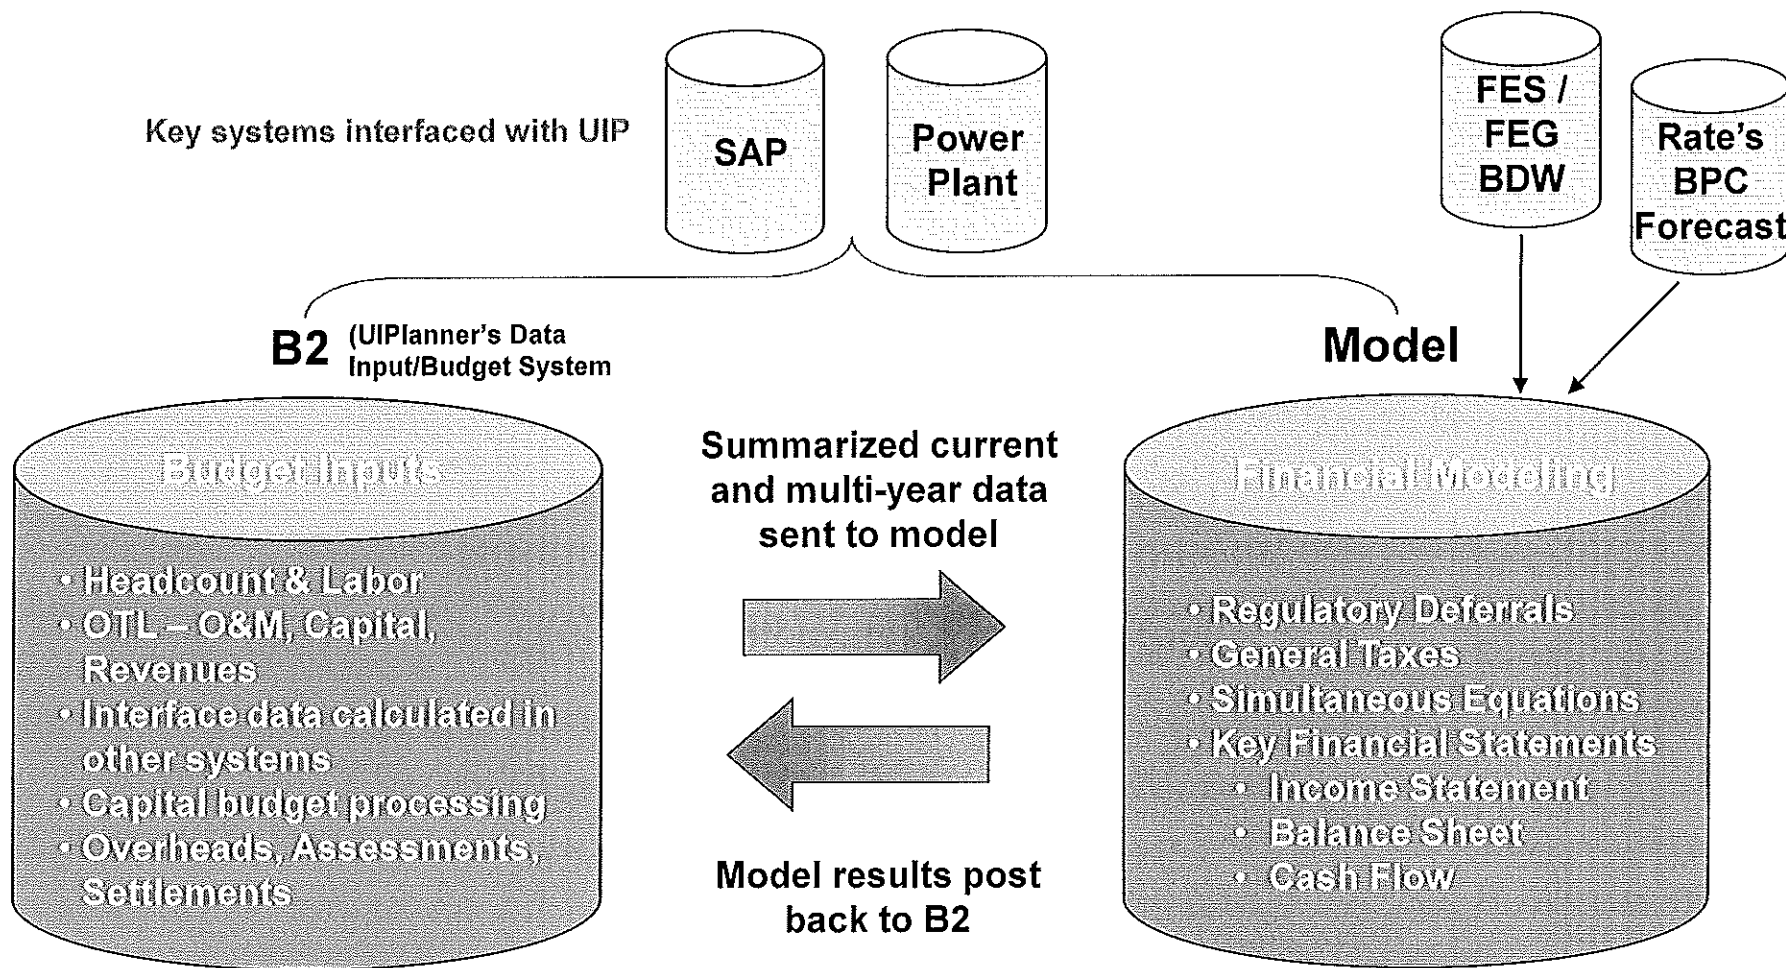 Key systems interfaced with UIP
SAP
Power
Plant
FES /
FEG
BDW
Rate's
BPC
Forecast
B2 (UIPlanner's Data
Input/Budget System
Model
Budget Inputs
• Headcount & Labor
• OTL – O&M, Capital,
Revenues
• Interface data calculated in
other systems
• Capital budget processing
• Overheads, Assessments,
Settlements
Summarized current
and multi-year data
sent to model
Model results post
back to B2
Financial Modeling
• Regulatory Deferrals
• General Taxes
• Simultaneous Equations
• Key Financial Statements
• Income Statement
• Balance Sheet
• Cash Flow